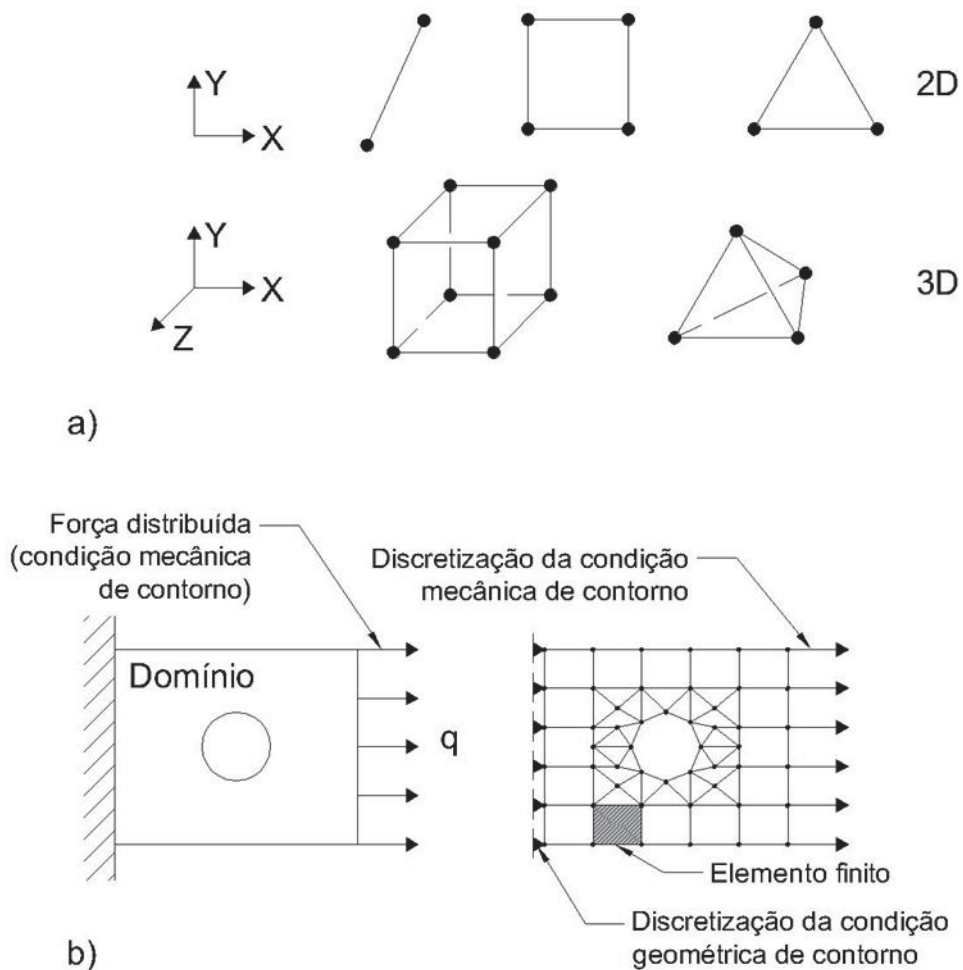 Y
X
2D
Y
X
Z
3D
a)
Força distribuída
(condição mecânica
de contorno)
Domínio
q
Discretização da condição
mecânica de contorno
Elemento finito
Discretização da condição
geométrica de contorno
b)